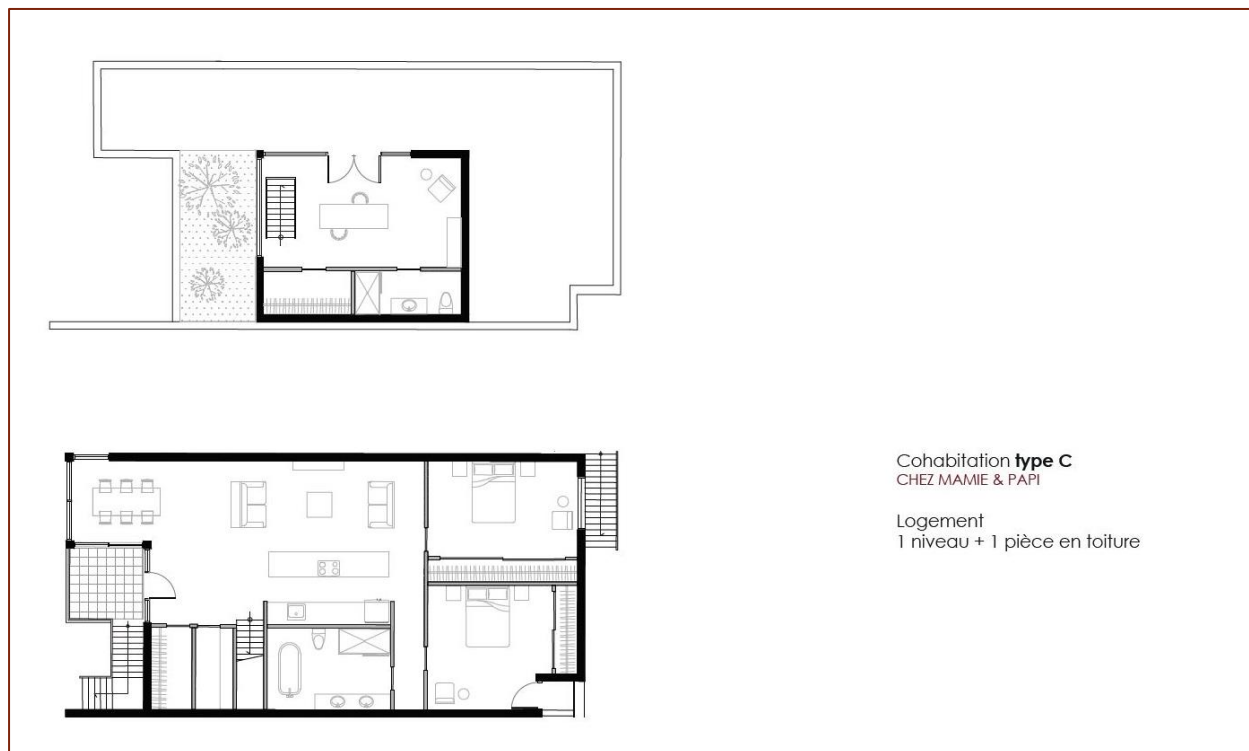 Cohabitation type C
CHEZ MAMIE & PAPI
Logement
1 niveau + 1 pièce en toiture